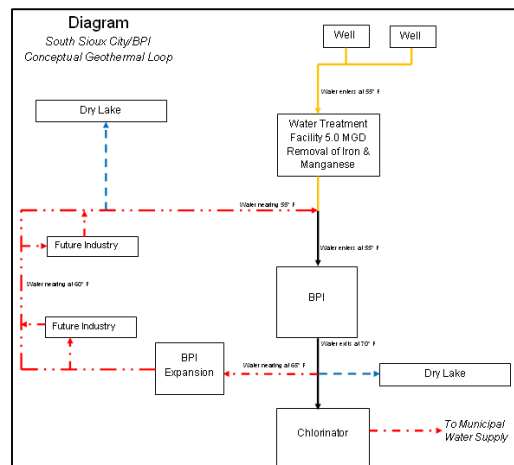 Diagram
South Sioux City/BPI
Conceptual Geothermal Loop
Well
Well
Water enters at 55° F
Dry Lake
Water Treatment
Facility 5.0 MGD
Removal of Iron &
Manganese
Water nearing 55° F
Future Industry
Water enters at 55° F
Water nearing at 60° F
BPI
Future Industry
Water exits at 70° F
BPI
Expansion
Water nearing at 65° F
Dry Lake
Chlorinator
To Municipal
Water Supply